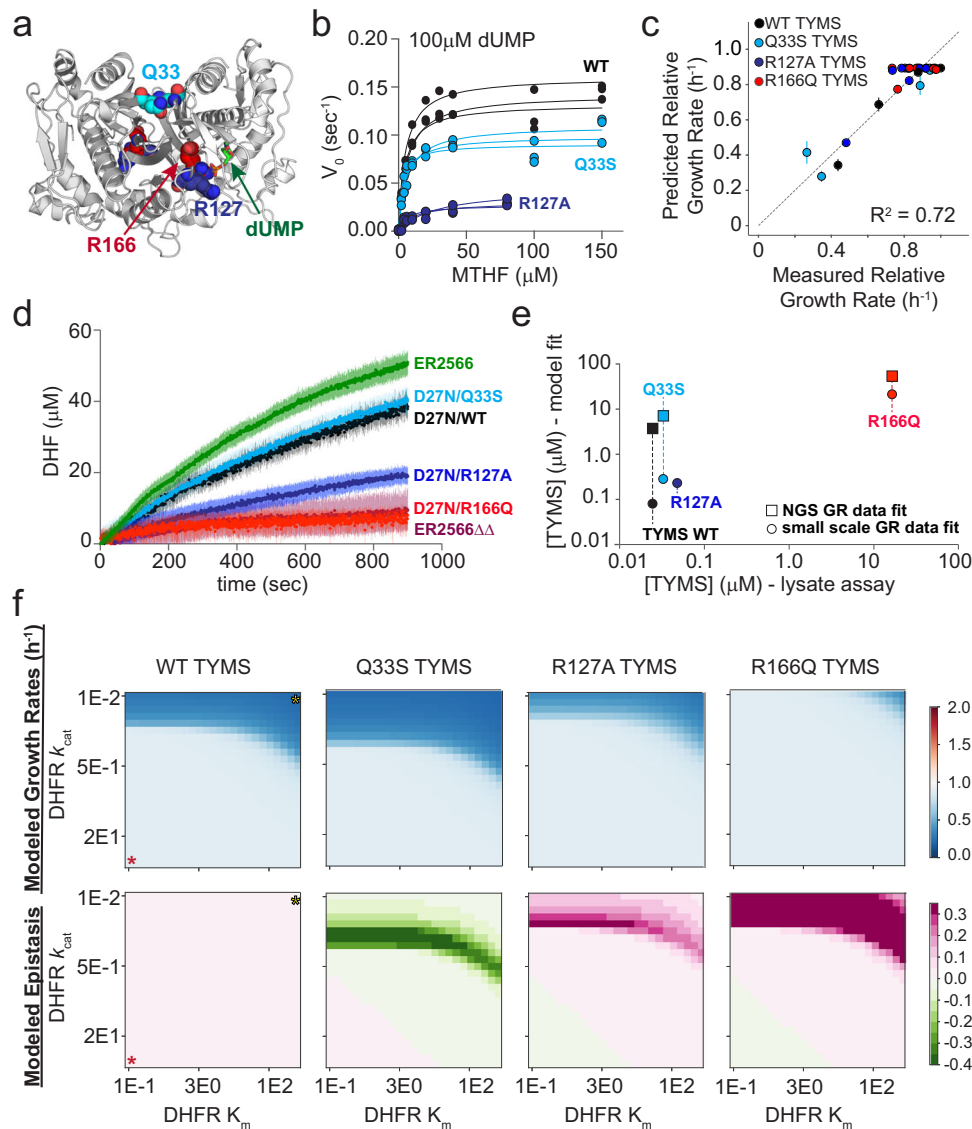 a
Q33
R166
R127
dUMP
b
100μM dUMP
V0 (sec-1)
0.20
0.15
0.10
0.05
0.00
WT
Q33S
R127A
0
50
100
150
MTHF (μM)
c
WT TYMS
Q33S TYMS
R127A TYMS
R166Q TYMS
Predicted Relative
Growth Rate (h-1)
1.0
0.8
0.6
0.4
0.2
0
R2 = 0.72
0
0.4
0.8
Measured Relative
Growth Rate (h-1)
d
DHF (μM)
60
40
20
0
ER2566
D27N/Q33S
D27N/WT
D27N/R127A
D27N/R166Q
ER2566ΔΔ
0
200
400
600
800
1000
time (sec)
e
[TYMS] (μM) - model fit
100
10
1.0
0.1
0.01
Q33S
R166Q
R127A
TYMS WT
NGS GR data fit
small scale GR data fit
0.01
0.1
1.0
10
100
[TYMS] (μM) - lysate assay
f
Modeled Growth Rates (h-1)
WT TYMS
Q33S TYMS
R127A TYMS
R166Q TYMS
DHFR kcat
1E-2
5E-1
2E1
*
*
2.0
1.5
1.0
0.5
0.0
Modeled Epistasis
DHFR kcat
1E-2
5E-1
2E1
*
*
0.3
0.2
0.1
0.0
-0.1
-0.2
-0.3
-0.4
1E-1 3E0 1E2
1E-1 3E0 1E2
1E-1 3E0 1E2
1E-1 3E0 1E2
DHFR Km
DHFR Km
DHFR Km
DHFR Km